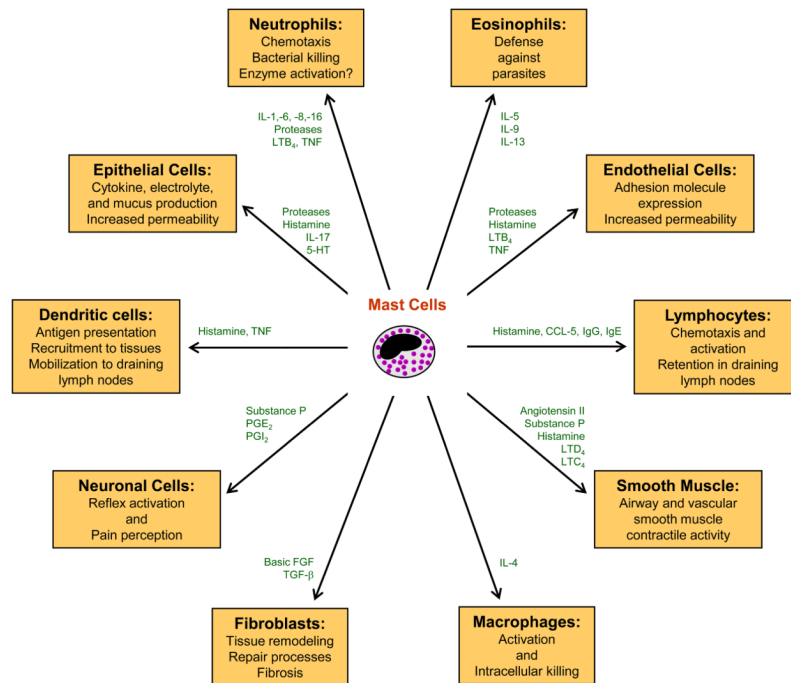 Neutrophils:
Chemotaxis
Bacterial killing
Enzyme activation?
Eosinophils:
Defense
against
parasites
IL-1,-6, -8,-16
Proteases
LTB₄, TNF
IL-5
IL-9
IL-13
Epithelial Cells:
Cytokine, electrolyte,
and mucus production
Increased permeability
Endothelial Cells:
Adhesion molecule
expression
Increased permeability
Proteases
Histamine
IL-17
5-HT
Proteases
Histamine
LTB₄
TNF
Mast Cells
Dendritic cells:
Antigen presentation
Recruitment to tissues
Mobilization to draining
lymph nodes
Histamine, TNF
Histamine, CCL-5, IgG, IgE
Lymphocytes:
Chemotaxis and
activation
Retention in draining
lymph nodes
Substance P
PGE₂
PGI₂
Angiotensin II
Substance P
Histamine
LTD₄
LTC₄
Neuronal Cells:
Reflex activation
and
Pain perception
Smooth Muscle:
Airway and vascular
smooth muscle
contractile activity
Basic FGF
TGF-β
IL-4
Fibroblasts:
Tissue remodeling
Repair processes
Fibrosis
Macrophages:
Activation
and
Intracellular killing